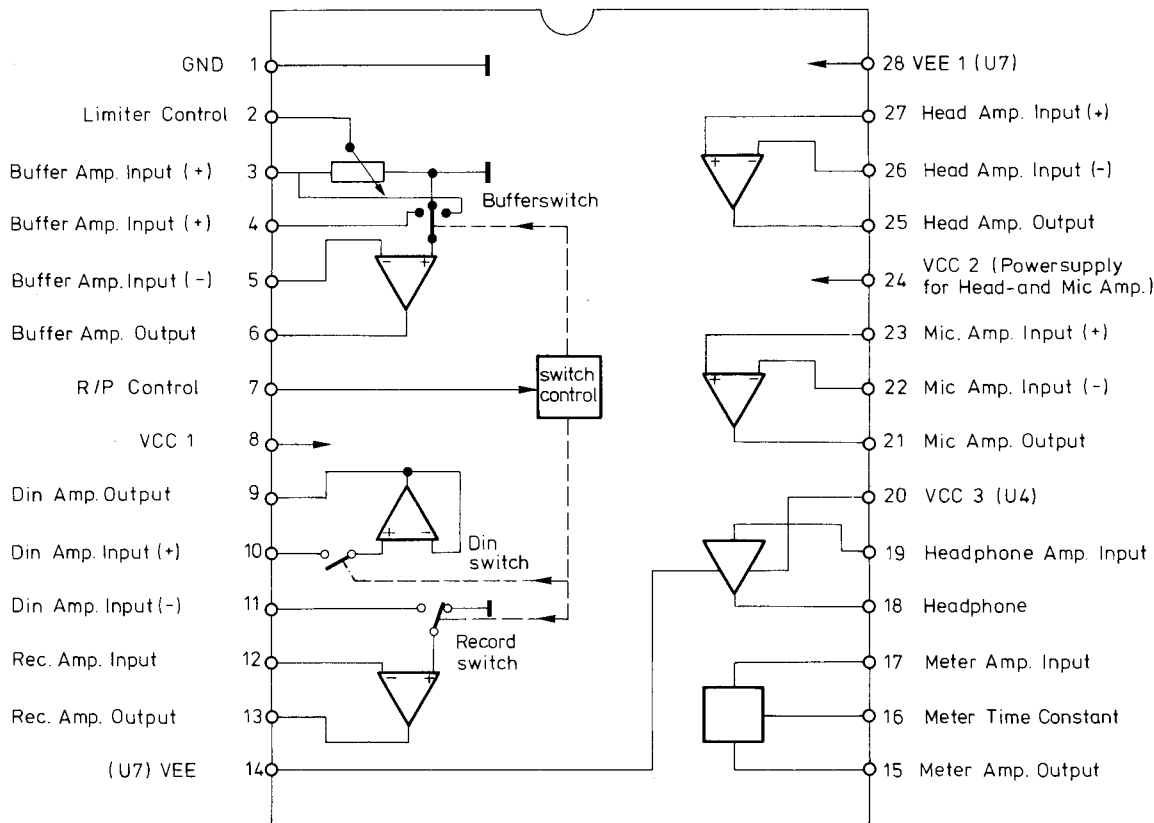 GND 1
Limiter Control 2
Buffer Amp. Input (+) 3
Buffer Amp. Input (+) 4
Buffer Amp. Input (-) 5
Buffer Amp. Output 6
R/P Control 7
VCC 1 8
Din Amp. Output 9
Din Amp. Input (+) 10
Din Amp. Input (-) 11
Rec. Amp. Input 12
Rec. Amp. Output 13
(U7) VEE 14
Bufferswitch
- +
switch
control
+ -
Din
switch
Record
switch
- +
28 VEE 1 (U7)
27 Head Amp. Input (+)
+ -
26 Head Amp. Input (-)
25 Head Amp. Output
24 VCC 2 (Powersupply
for Head-and Mic Amp.)
23 Mic. Amp. Input (+)
+ -
22 Mic Amp. Input (-)
21 Mic Amp. Output
20 VCC 3 (U4)
19 Headphone Amp. Input
18 Headphone
17 Meter Amp. Input
16 Meter Time Constant
15 Meter Amp. Output